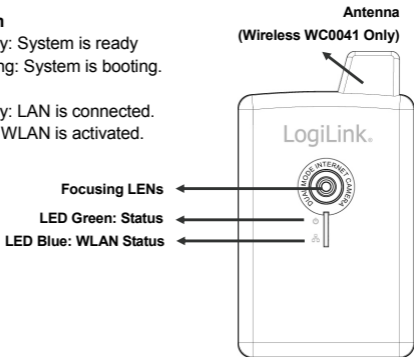 Antenna
(Wireless WC0041 Only)
y: System is ready
ng: System is booting.
y: LAN is connected.
WLAN is activated.
LogiLink®
DUAL MODE INTERNET CAMERA
Focusing LENs
LED Green: Status
LED Blue: WLAN Status